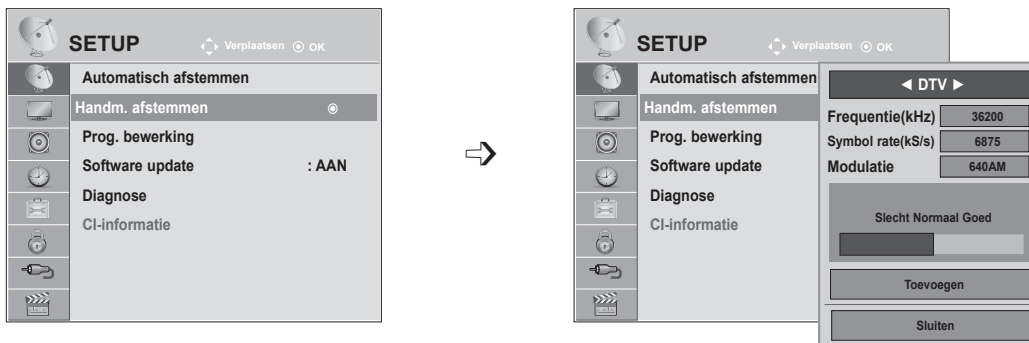 SETUP
Verplaatsen OK
Automatisch afstemmen
Handm. afstemmen
Prog. bewerking
Software update : AAN
Diagnose
CI-informatie
SETUP
Verplaatsen OK
Automatisch afstemmen
Handm. afstemmen
Prog. bewerking
Software update
Diagnose
CI-informatie
◄ DTV ►
Frequentie(kHz) 36200
Symbol rate(kS/s) 6875
Modulatie 640AM
Slecht Normaal Goed
Toevoegen
Sluiten